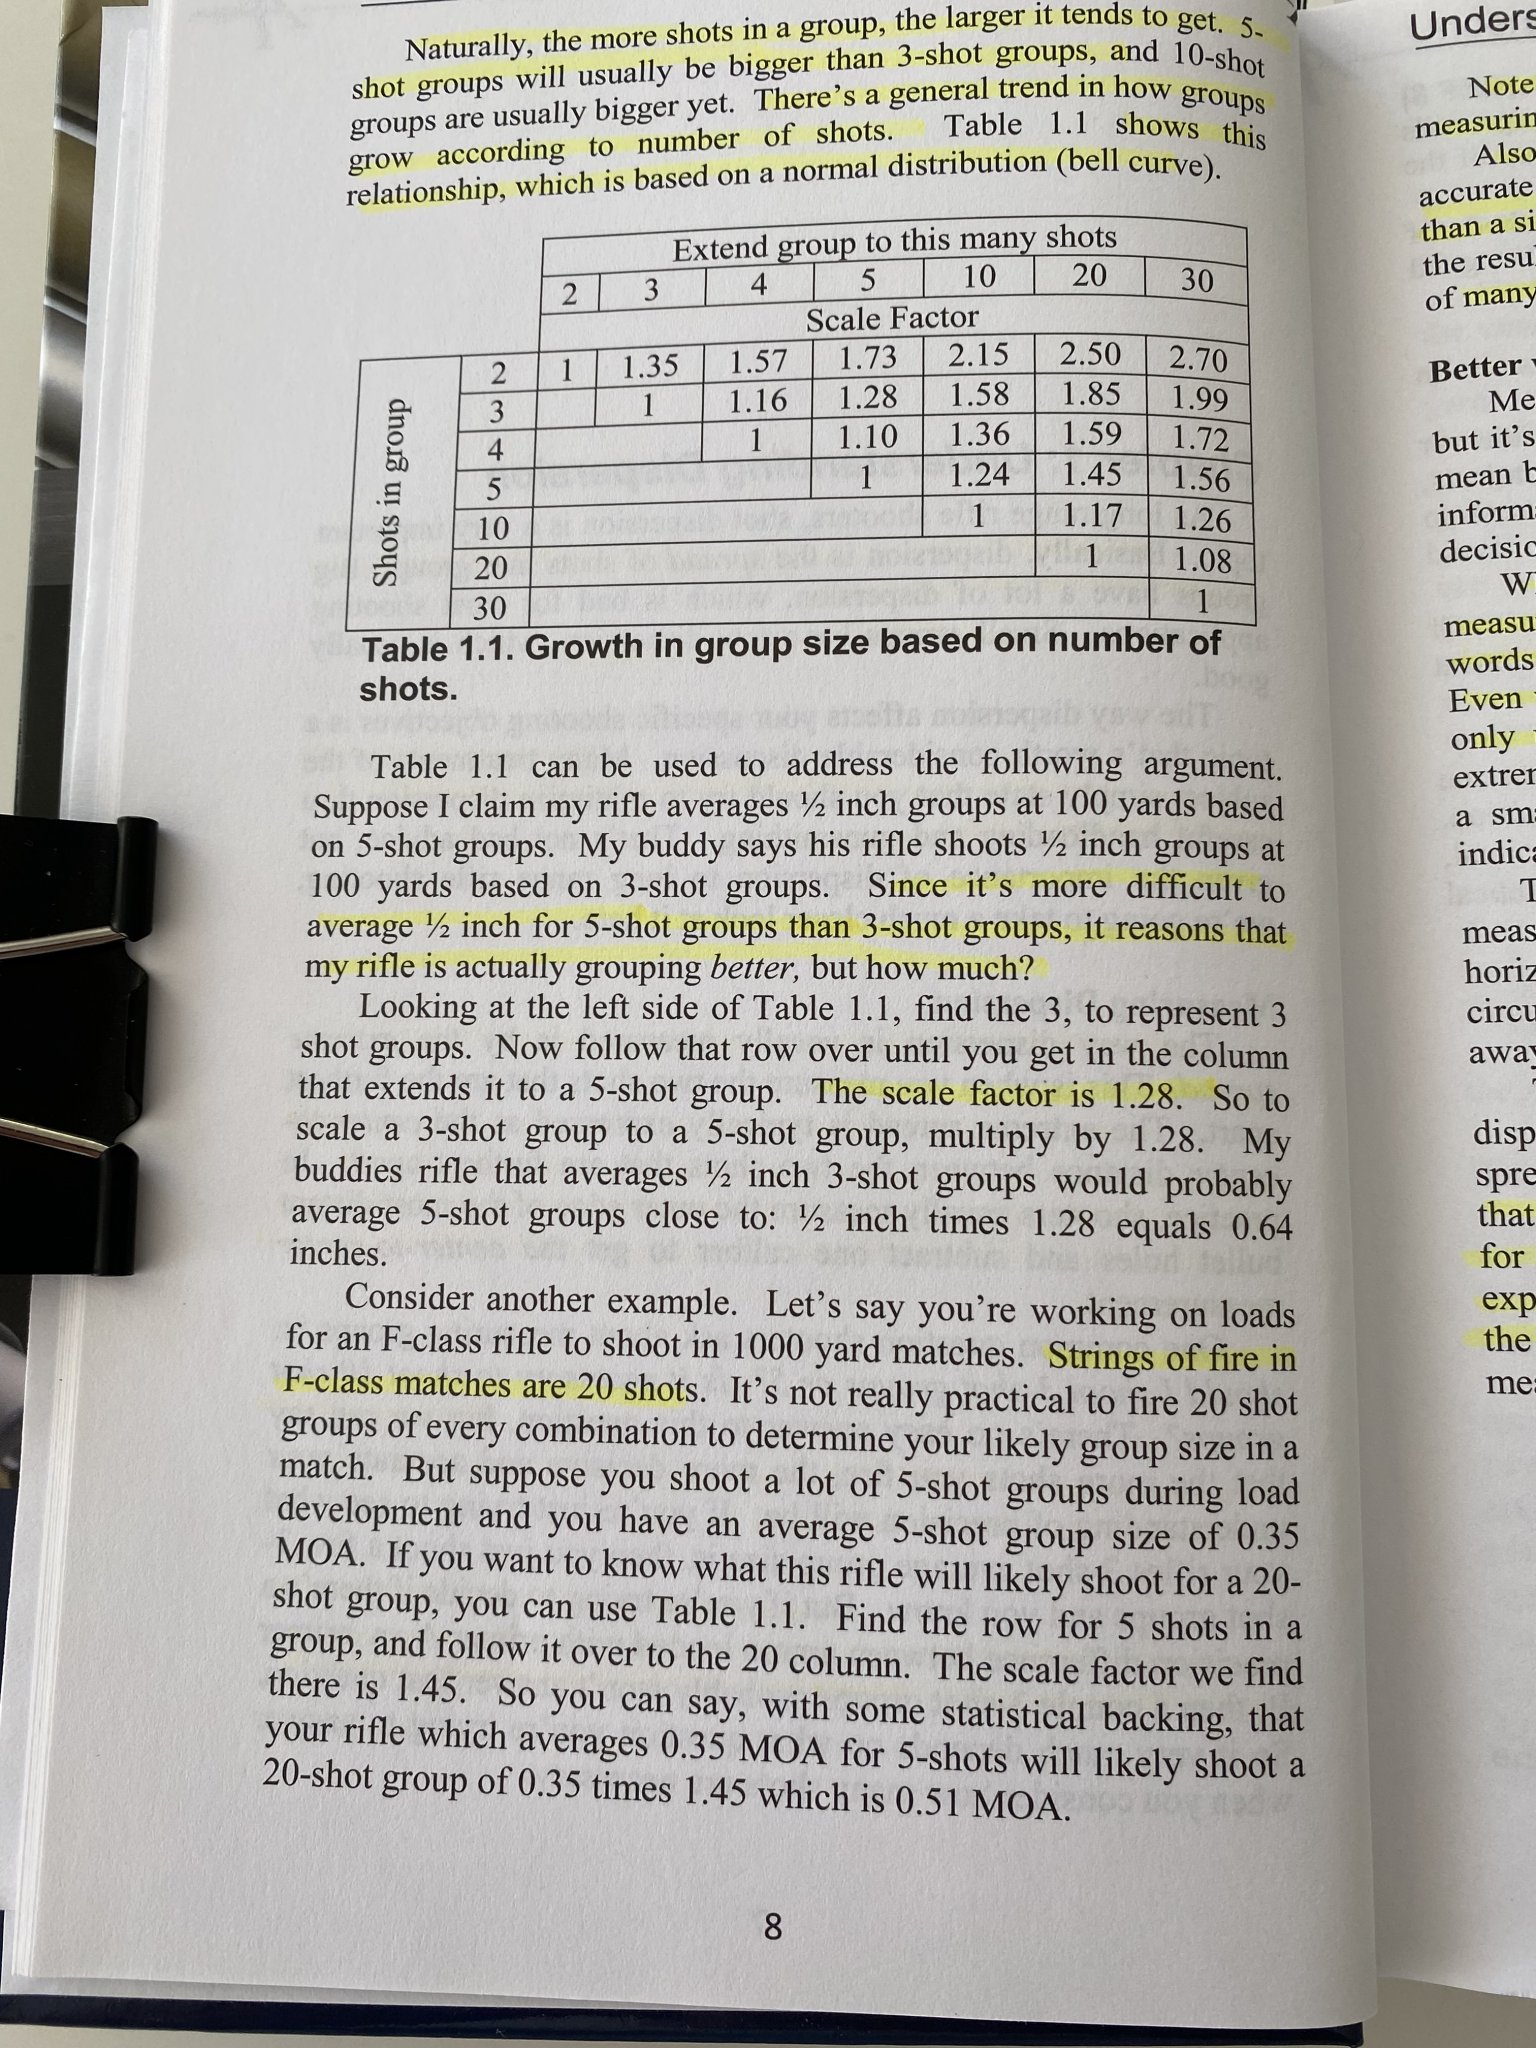 Naturally, the more shots in a group, the larger it tends to get. 5-
shot groups will usually be bigger than 3-shot groups, and 10-shot
groups are usually bigger yet. There's a general trend in how groups
grow according to number of shots. Table 1.1 shows this
relationship, which is based on a normal distribution (bell curve).
Extend group to this many shots
2 3 4 5 10 20 30
Scale Factor
Shots in group
2 1 1.35 1.57 1.73 2.15 2.50 2.70
3 1 1.16 1.28 1.58 1.85 1.99
4 1 1.10 1.36 1.59 1.72
5 1 1.24 1.45 1.56
10 1 1.17 1.26
20 1 1.08
30 1
Table 1.1. Growth in group size based on number of
shots.
Table 1.1 can be used to address the following argument.
Suppose I claim my rifle averages ½ inch groups at 100 yards based
on 5-shot groups. My buddy says his rifle shoots ½ inch groups at
100 yards based on 3-shot groups. Since it's more difficult to
average ½ inch for 5-shot groups than 3-shot groups, it reasons that
my rifle is actually grouping better, but how much?
Looking at the left side of Table 1.1, find the 3, to represent 3
shot groups. Now follow that row over until you get in the column
that extends it to a 5-shot group. The scale factor is 1.28. So to
scale a 3-shot group to a 5-shot group, multiply by 1.28. My
buddies rifle that averages ½ inch 3-shot groups would probably
average 5-shot groups close to: ½ inch times 1.28 equals 0.64
inches.
Consider another example. Let's say you're working on loads
for an F-class rifle to shoot in 1000 yard matches. Strings of fire in
F-class matches are 20 shots. It's not really practical to fire 20 shot
groups of every combination to determine your likely group size in a
match. But suppose you shoot a lot of 5-shot groups during load
development and you have an average 5-shot group size of 0.35
MOA. If you want to know what this rifle will likely shoot for a 20-
shot group, you can use Table 1.1. Find the row for 5 shots in a
group, and follow it over to the 20 column. The scale factor we find
there is 1.45. So you can say, with some statistical backing, that
your rifle which averages 0.35 MOA for 5-shots will likely shoot a
20-shot group of 0.35 times 1.45 which is 0.51 MOA.
8
Note
Also
accurate
than a si
of many
Better
but it's
mean b
words
Even
only
away
for
the